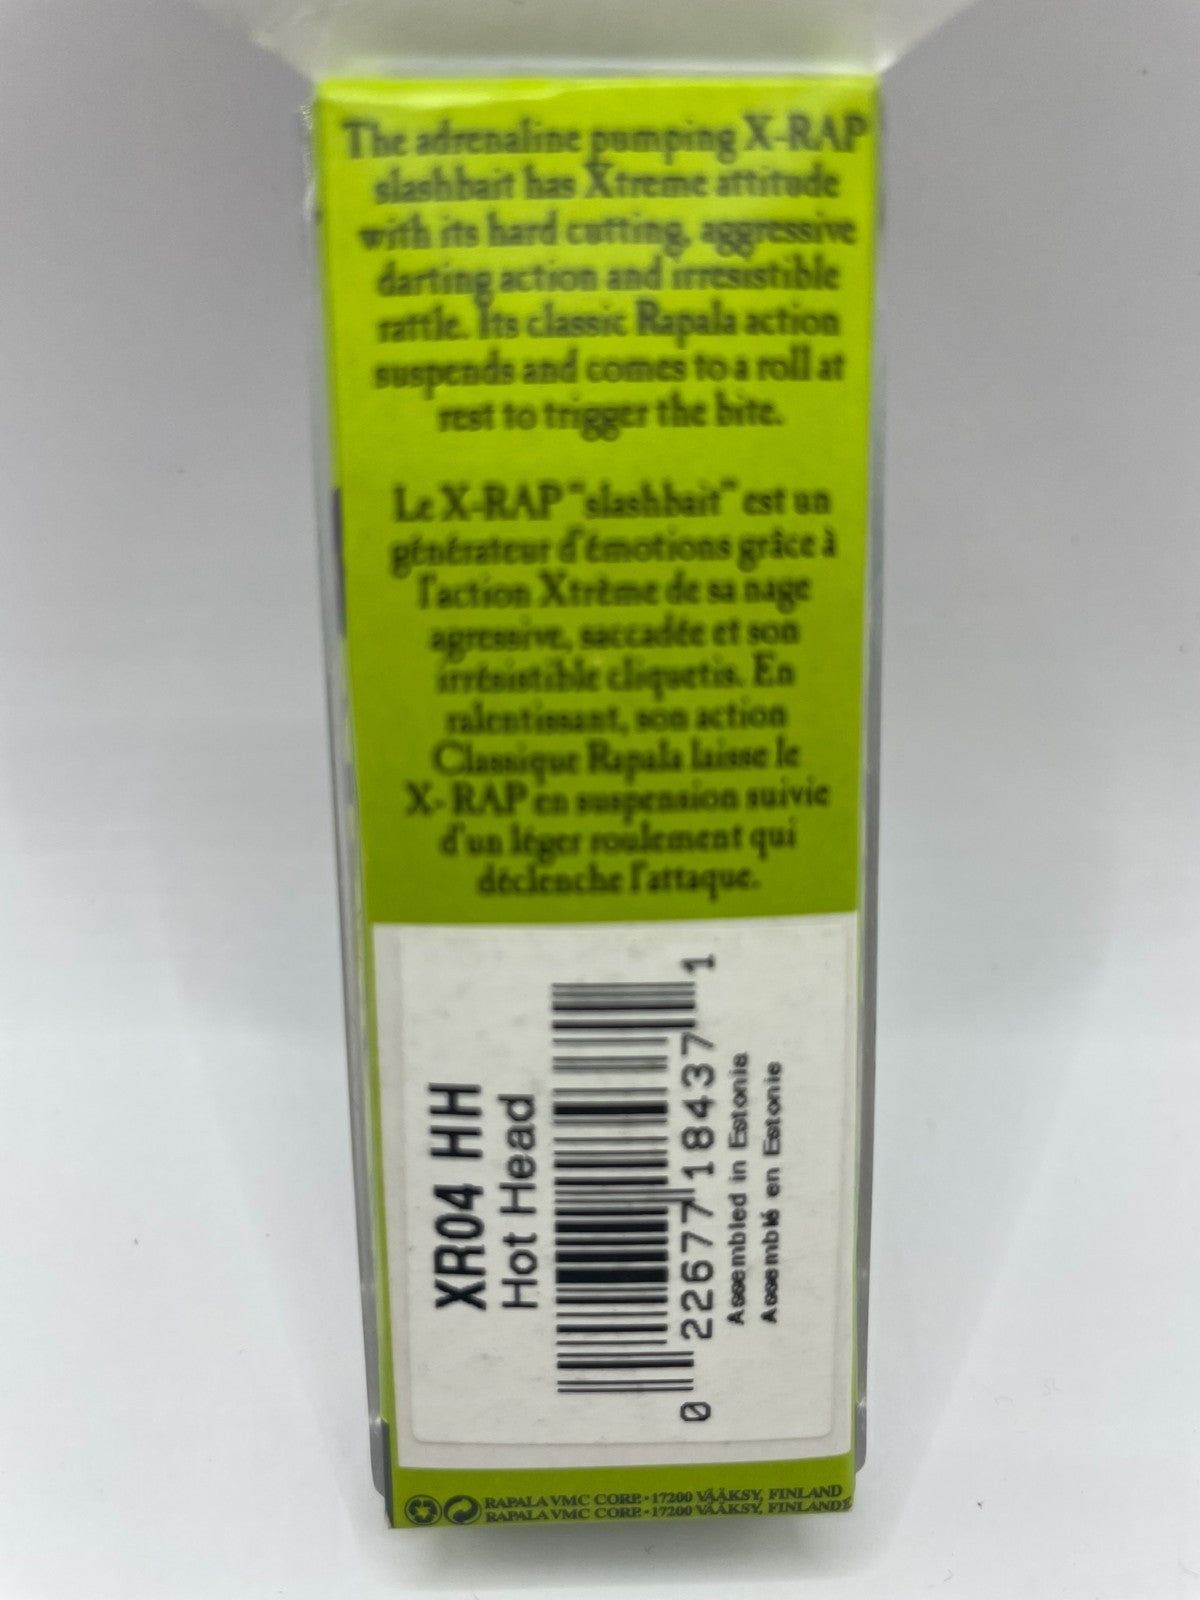 The adrenaline pumping X-RAP
slashbait has Xtreme attitude
with its hard cutting, aggressive
darting action and irresistible
rattle. Its classic Rapala action
suspends and comes to a roll at
rest to trigger the bite.
Le X-RAP "slashbait" est un
générateur d'émotions grâce à
l'action Xtrème de sa nage
agressive, saccadée et son
irrésistible cliquetis. En
ralentissant, son action
Classique Rapala laisse le
X-RAP en suspension suivie
d'un léger roulement qui
déclenche l'attaque.
XR04 HH
Hot Head
0 22677 18437 1
Assembled in Estonia
Assemblé en Estonie
RAPALA VMC CORP. • 17200 VÄÄKSY, FINLAND
RAPALA VMC CORP. • 17200 VÄÄKSY, FINLANDE